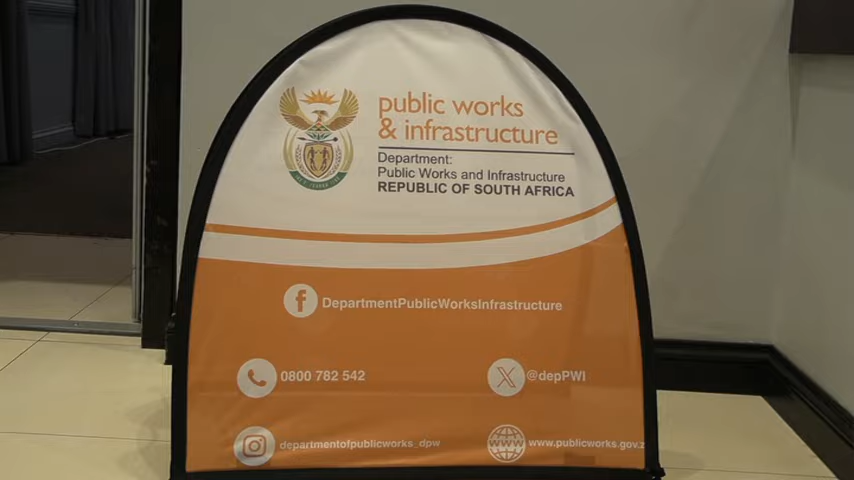 public works
& infrastructure
Department:
Public Works and Infrastructure
REPUBLIC OF SOUTH AFRICA
DepartmentPublicWorksInfrastructure
0800 782 542
@depPWI
departmentofpublicworks_dpw
www.publicworks.gov.z
WWW